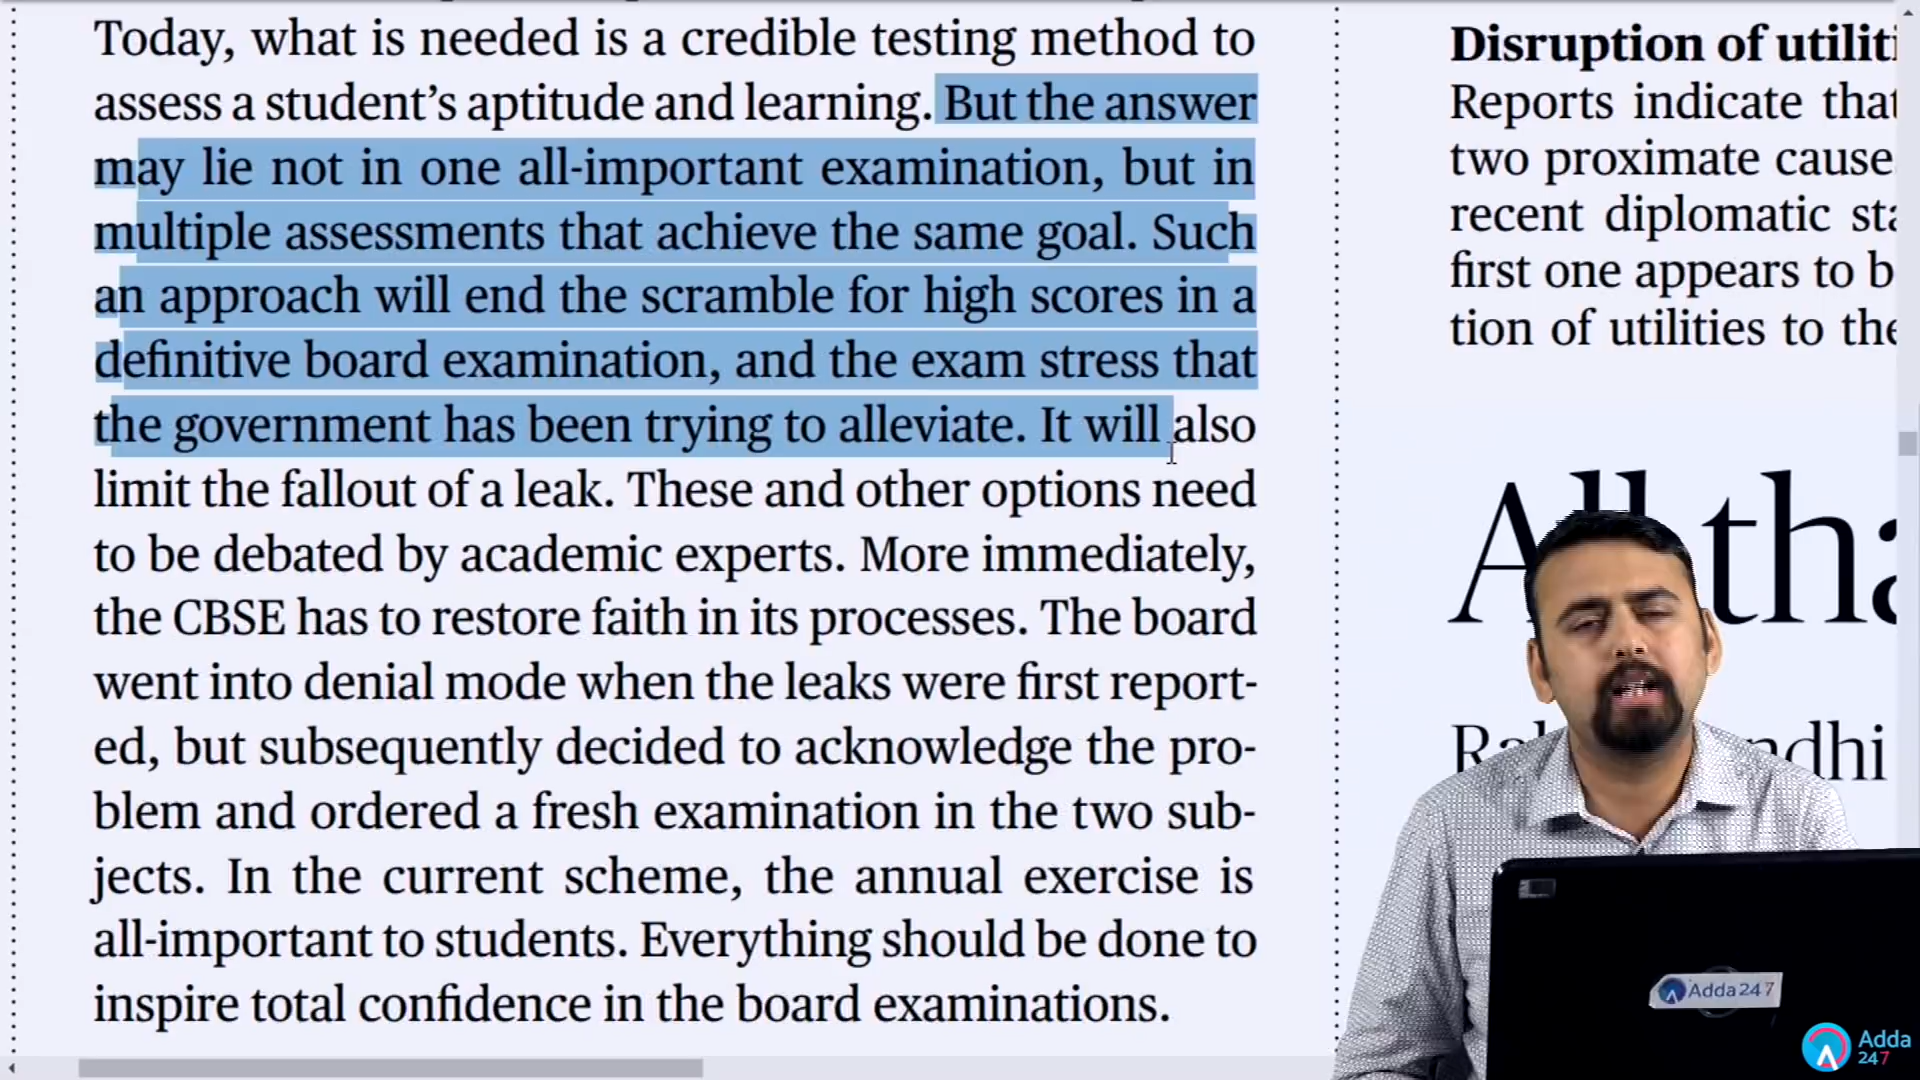 Today, what is needed is a credible testing method to
assess a student's aptitude and learning. But the answer
may lie not in one all-important examination, but in
multiple assessments that achieve the same goal. Such
an approach will end the scramble for high scores in a
definitive board examination, and the exam stress that
the government has been trying to alleviate. It will also
limit the fallout of a leak. These and other options need
to be debated by academic experts. More immediately,
the CBSE has to restore faith in its processes. The board
went into denial mode when the leaks were first report-
ed, but subsequently decided to acknowledge the pro-
blem and ordered a fresh examination in the two sub-
jects. In the current scheme, the annual exercise is
all-important to students. Everything should be done to
inspire total confidence in the board examinations.
Disruption of utiliti
Reports indicate that
two proximate cause
recent diplomatic sta
first one appears to b
tion of utilities to the
All tha
ndhi
Adda247
Adda
247